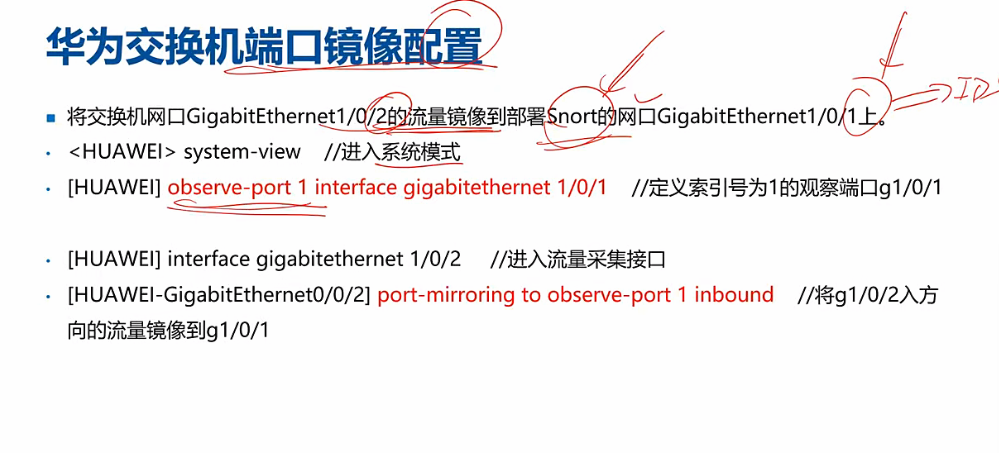 华为交换机端口镜像配置
将交换机网口GigabitEthernet1/0/2的流量镜像到部署Snort的网口GigabitEthernet1/0/1上。
<HUAWEI> system-view //进入系统模式
[HUAWEI] observe-port 1 interface gigabitethernet 1/0/1 //定义索引号为1的观察端口g1/0/1
[HUAWEI] interface gigabitethernet 1/0/2 //进入流量采集接口
[HUAWEI-GigabitEthernet0/0/2] port-mirroring to observe-port 1 inbound //将g1/0/2入方
向的流量镜像到g1/0/1